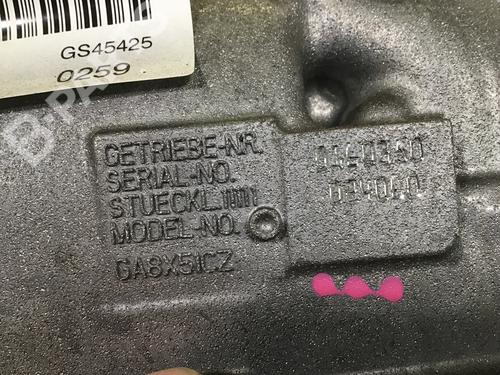 GS45425
0259
GETRIEBE-NR.
SERIAL-NO.
STUECKL.
MODEL-NO.
GA8X51CZ